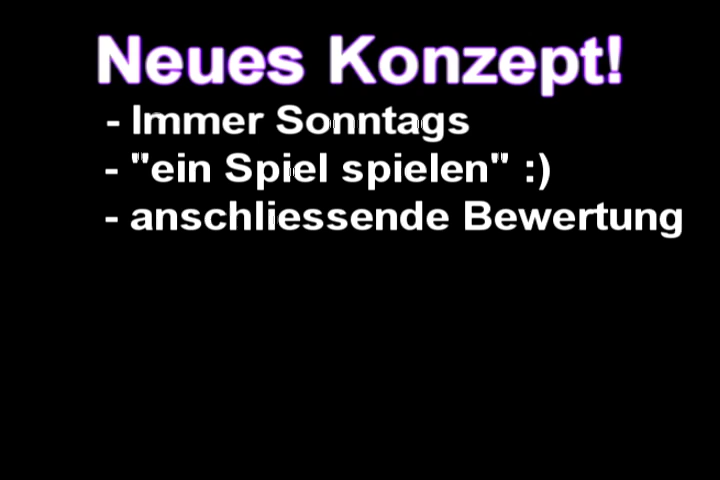 Neues Konzept!
- Immer Sonntags
- "ein Spiel spielen" :)
- anschliessende Bewertung